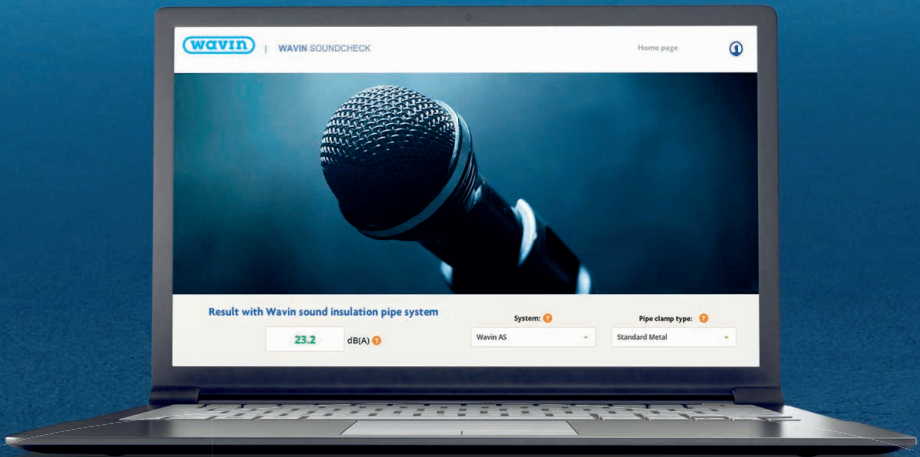 wavin | WAVIN SOUNDCHECK Home page
Result with Wavin sound insulation pipe system
System: ?
Pipe clamp type: ?
23.2 dB(A) ?
Wavin AS
Standard Metal